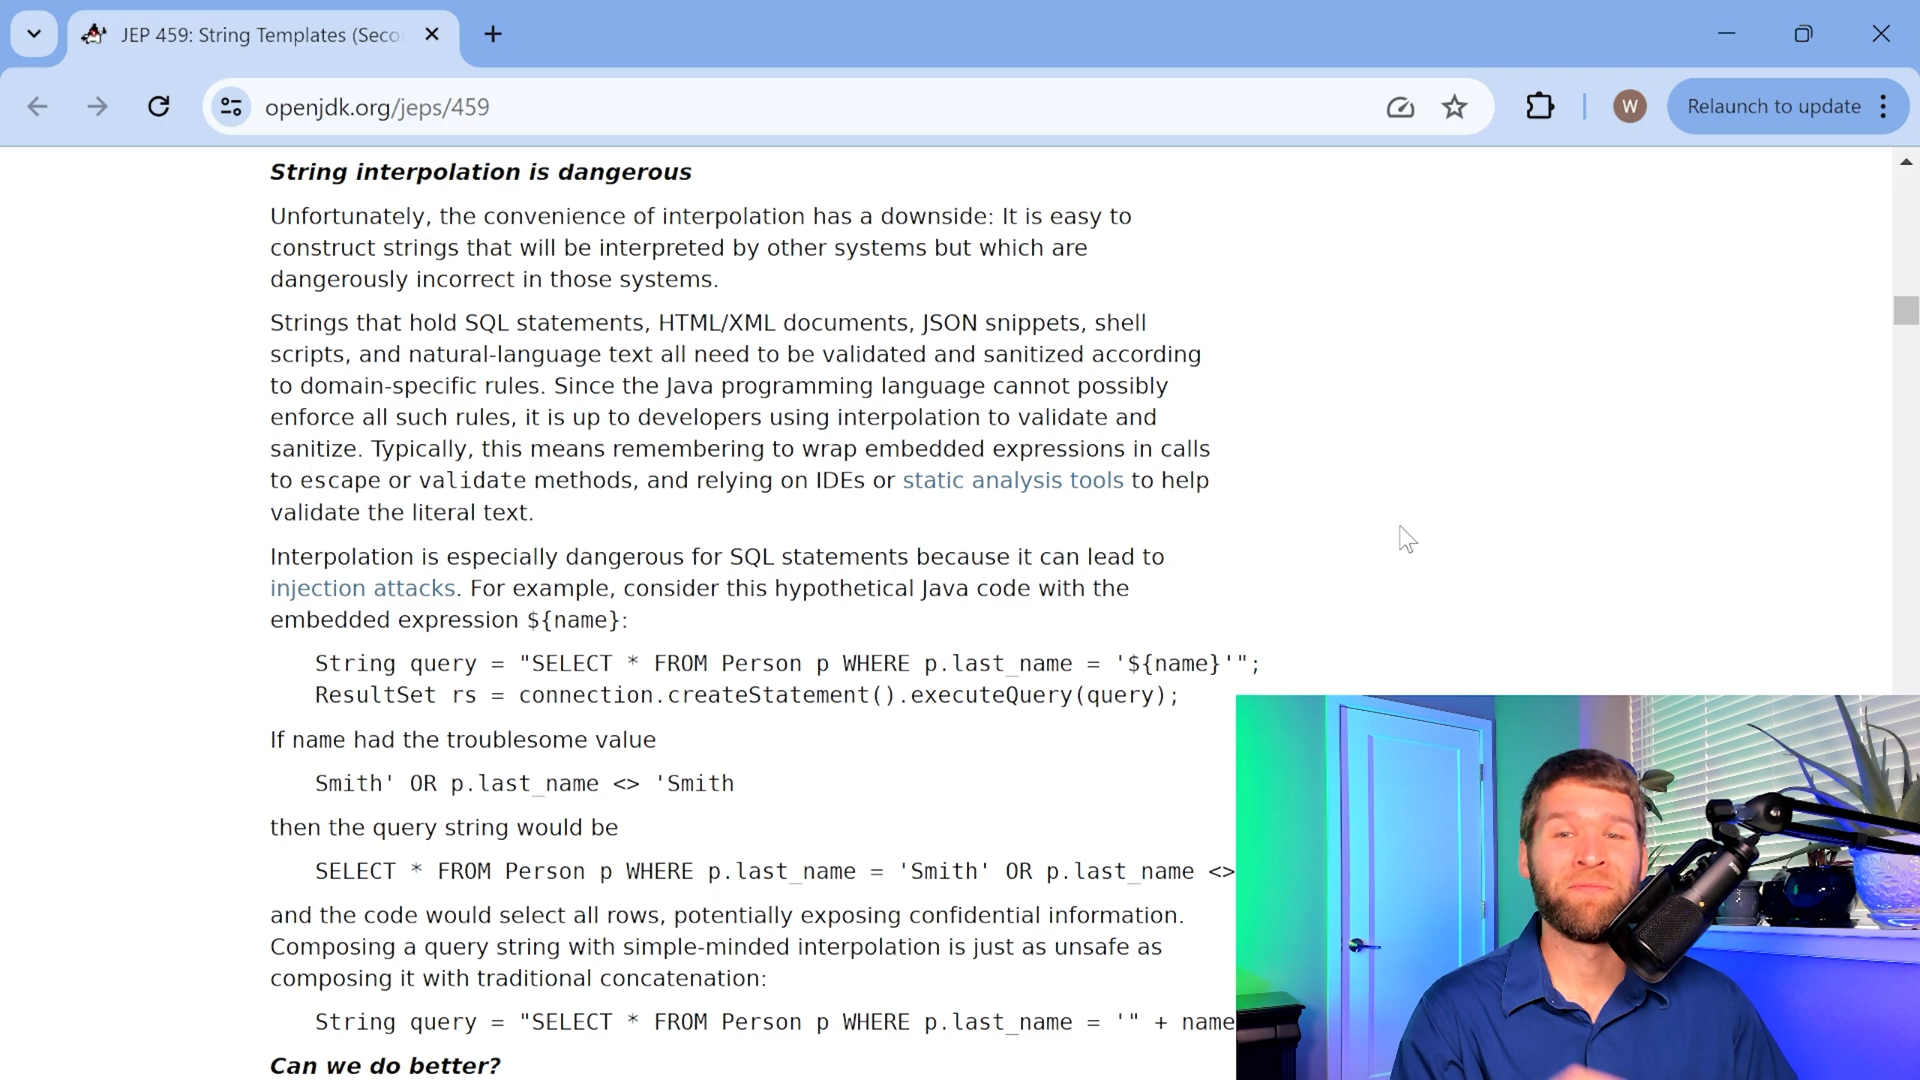 JEP 459: String Templates (Seco
openjdk.org/jeps/459
W
Relaunch to update
String interpolation is dangerous
Unfortunately, the convenience of interpolation has a downside: It is easy to
construct strings that will be interpreted by other systems but which are
dangerously incorrect in those systems.
Strings that hold SQL statements, HTML/XML documents, JSON snippets, shell
scripts, and natural-language text all need to be validated and sanitized according
to domain-specific rules. Since the Java programming language cannot possibly
enforce all such rules, it is up to developers using interpolation to validate and
sanitize. Typically, this means remembering to wrap embedded expressions in calls
to escape or validate methods, and relying on IDEs or static analysis tools to help
validate the literal text.
Interpolation is especially dangerous for SQL statements because it can lead to
injection attacks. For example, consider this hypothetical Java code with the
embedded expression ${name}:
String query = "SELECT * FROM Person p WHERE p.last_name = '${name}'";
ResultSet rs = connection.createStatement().executeQuery(query);
If name had the troublesome value
Smith' OR p.last_name <> 'Smith
then the query string would be
SELECT * FROM Person p WHERE p.last_name = 'Smith' OR p.last_name <>
and the code would select all rows, potentially exposing confidential information.
Composing a query string with simple-minded interpolation is just as unsafe as
composing it with traditional concatenation:
String query = "SELECT * FROM Person p WHERE p.last_name = '" + name
Can we do better?